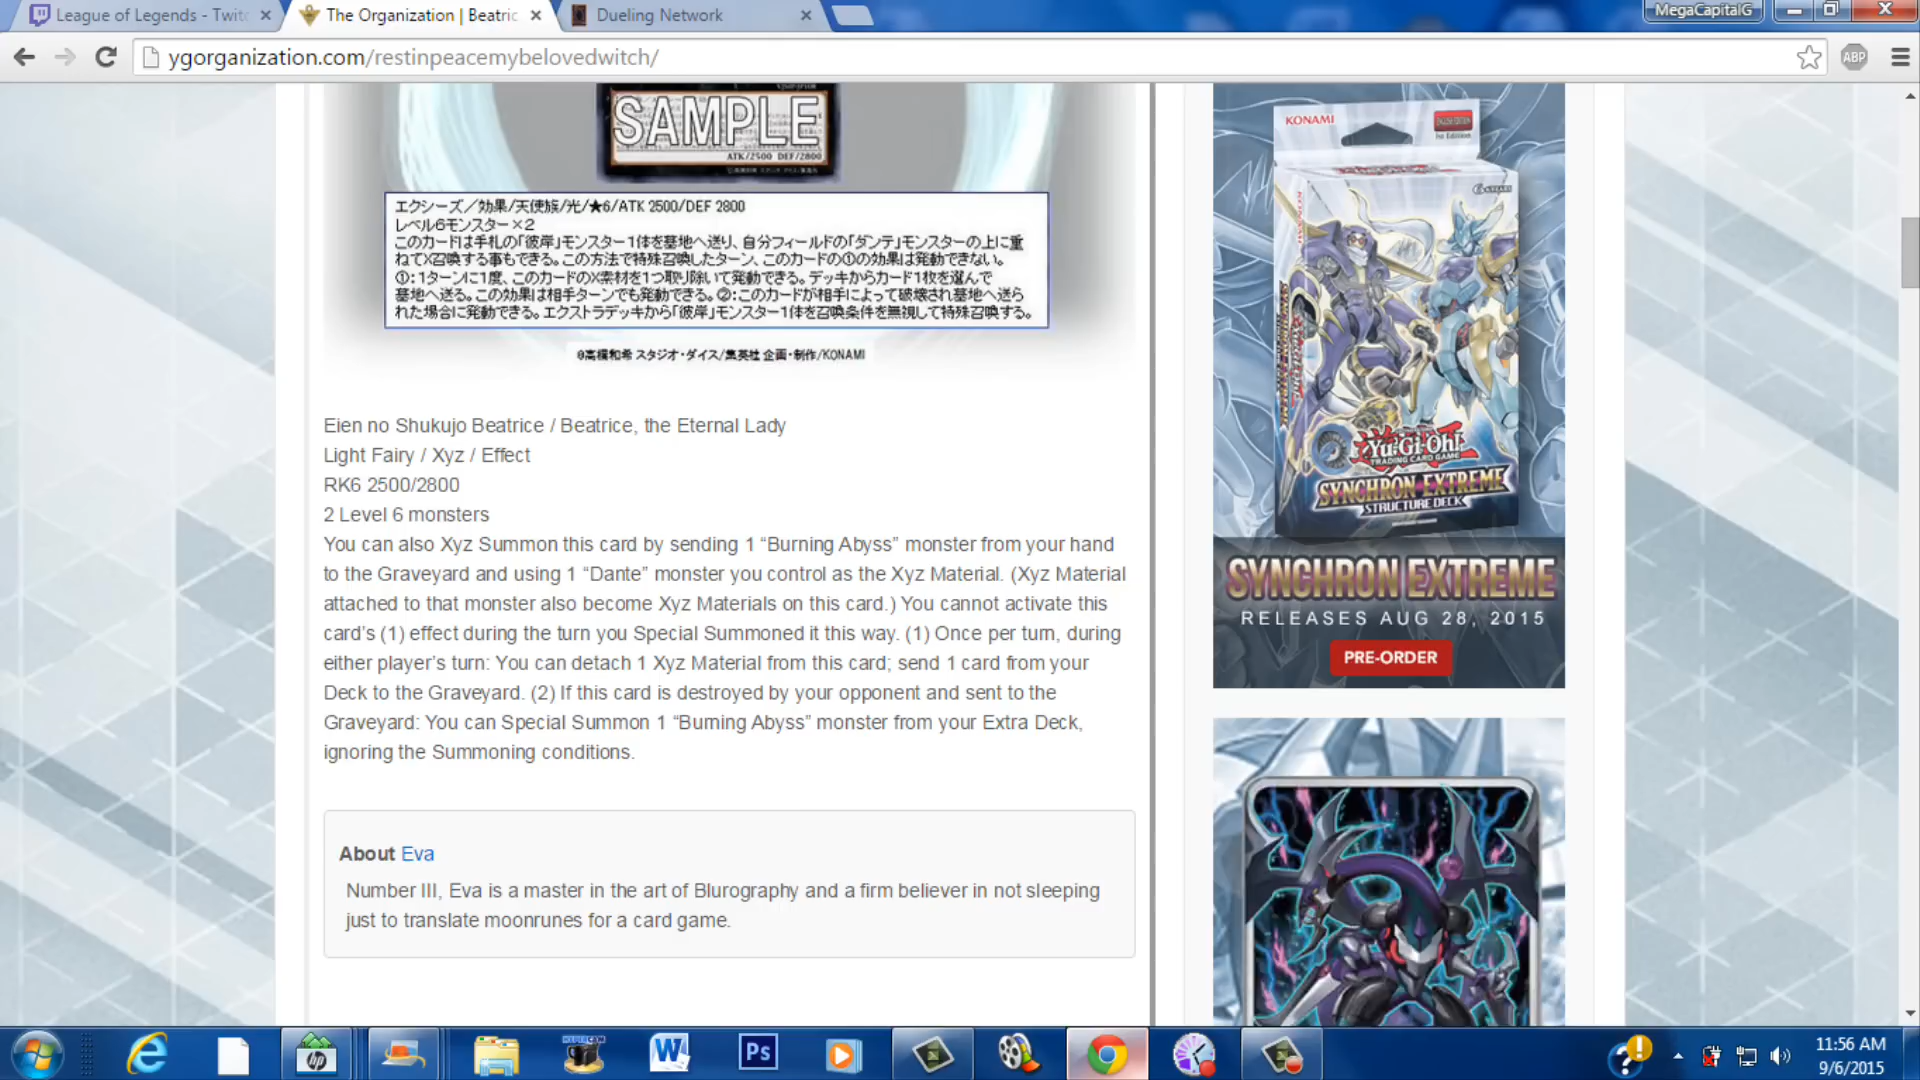 League of Legends - Twitc
The Organization | Beatric
Dueling Network
MegaCapitalG
ygorganization.com/restinpeacemybelovedwitch/
ABP
SAMPLE
ATK/2500 DEF/2800
エクシーズ/効果/天使族/光/★6/ATK 2500/DEF 2800
レベル6モンスター×2
このカードは手札の「彼岸」モンスター1体を墓地へ送り、自分フィールドの「ダンテ」モンスターの上に重
ねてX召喚する事もできる。この方法で特殊召喚したターン、このカードの①の効果は発動できない。
①:1ターンに1度、このカードのX素材を1つ取り除いて発動できる。デッキからカード1枚を選んで
墓地へ送る。この効果は相手ターンでも発動できる。②:このカードが相手によって破壊され墓地へ送ら
れた場合に発動できる。エクストラデッキから「彼岸」モンスター1体を召喚条件を無視して特殊召喚する。
©高橋和希 スタジオ・ダイス/集英社 企画・制作/KONAMI
Eien no Shukujo Beatrice / Beatrice, the Eternal Lady
Light Fairy / Xyz / Effect
RK6 2500/2800
2 Level 6 monsters
You can also Xyz Summon this card by sending 1 “Burning Abyss” monster from your hand
to the Graveyard and using 1 “Dante” monster you control as the Xyz Material. (Xyz Material
attached to that monster also become Xyz Materials on this card.) You cannot activate this
card’s (1) effect during the turn you Special Summoned it this way. (1) Once per turn, during
either player’s turn: You can detach 1 Xyz Material from this card; send 1 card from your
Deck to the Graveyard. (2) If this card is destroyed by your opponent and sent to the
Graveyard: You can Special Summon 1 “Burning Abyss” monster from your Extra Deck,
ignoring the Summoning conditions.
About Eva
Number III, Eva is a master in the art of Blurography and a firm believer in not sleeping
just to translate moonrunes for a card game.
KONAMI
1st Edition
Yu-Gi-Oh!
TRADING CARD GAME
SYNCHRON EXTREME
STRUCTURE DECK
SYNCHRON EXTREME
RELEASES AUG 28, 2015
PRE-ORDER
hp
HYPERCAM
W
Ps
11:56 AM
9/6/2015